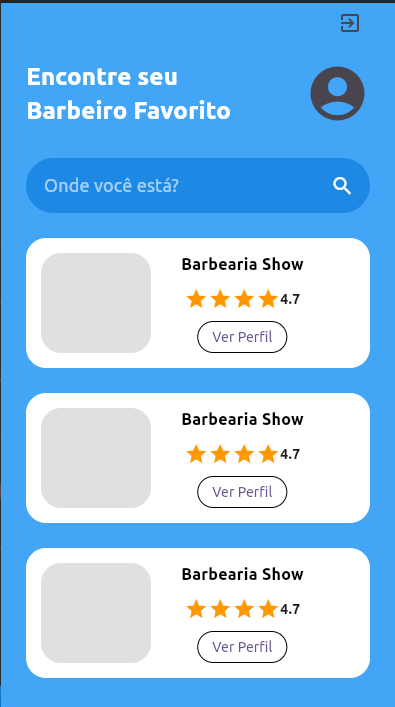 Encontre seu
Barbeiro Favorito
Onde você está?
Barbearia Show
4.7
Ver Perfil
Barbearia Show
4.7
Ver Perfil
Barbearia Show
4.7
Ver Perfil